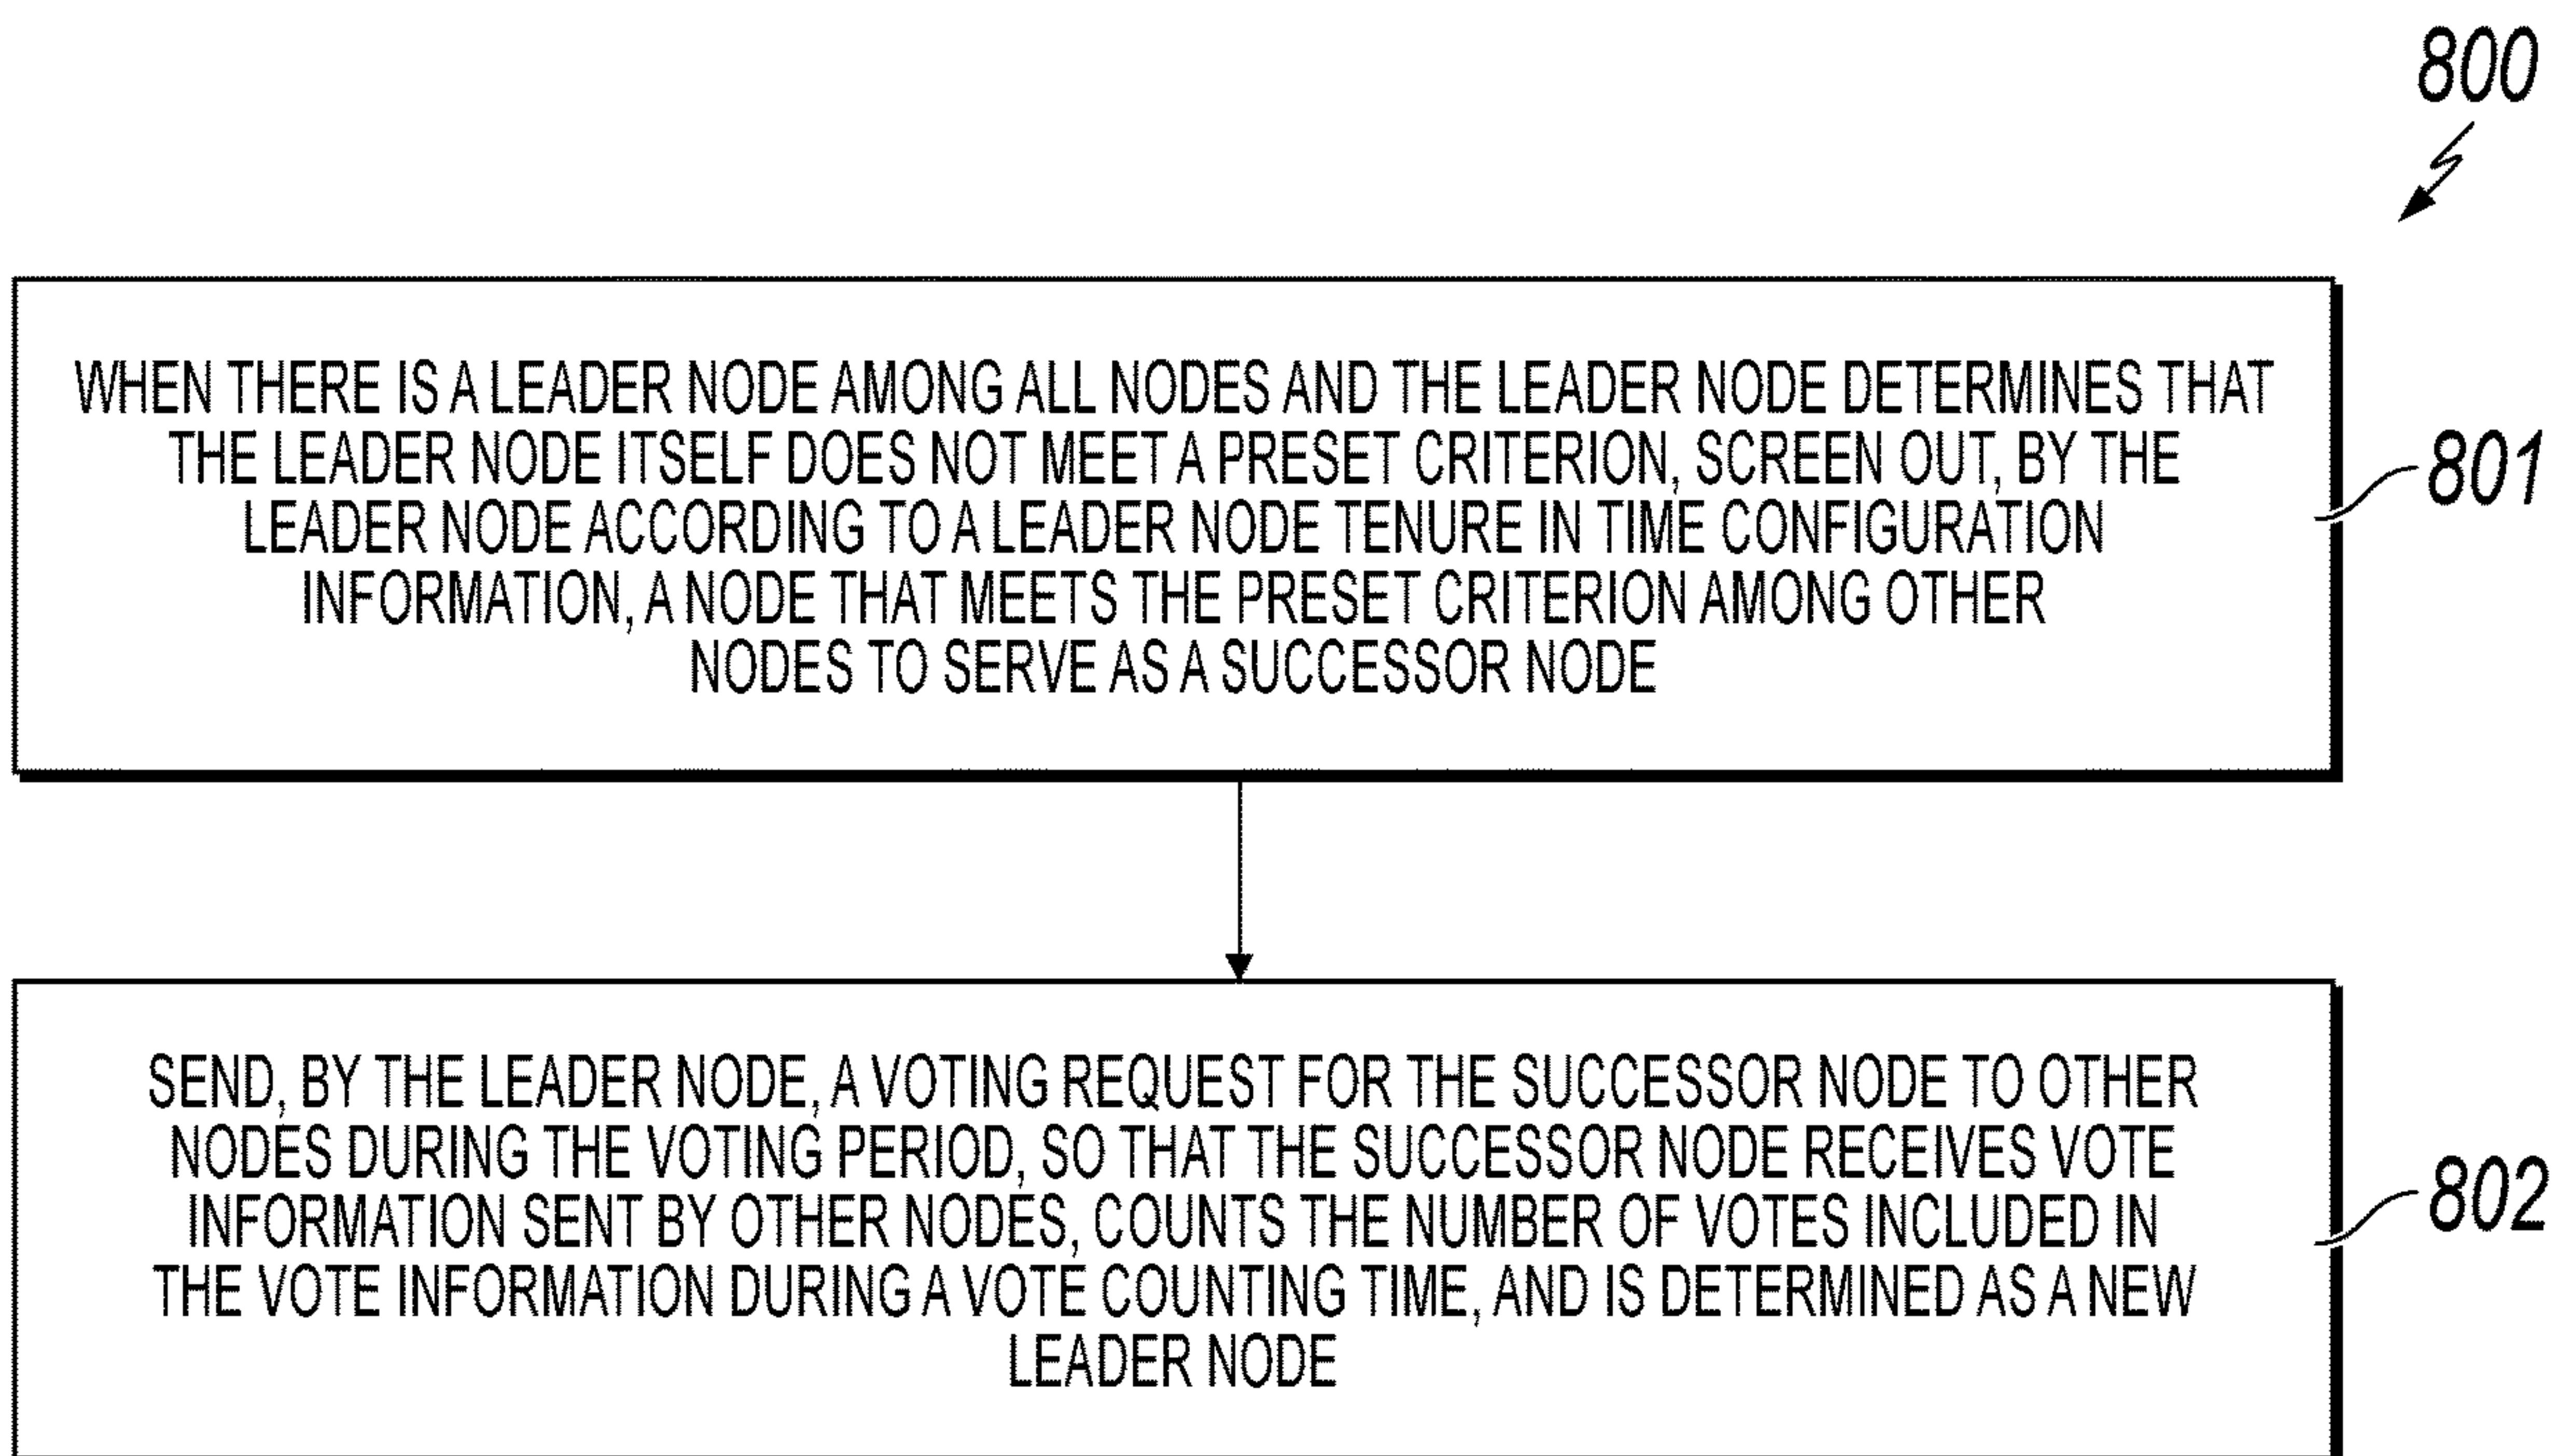 800
WHEN THERE IS A LEADER NODE AMONG ALL NODES AND THE LEADER NODE DETERMINES THAT
THE LEADER NODE ITSELF DOES NOT MEET A PRESET CRITERION, SCREEN OUT, BY THE
LEADER NODE ACCORDING TO A LEADER NODE TENURE IN TIME CONFIGURATION
INFORMATION, A NODE THAT MEETS THE PRESET CRITERION AMONG OTHER
NODES TO SERVE AS A SUCCESSOR NODE
801
SEND, BY THE LEADER NODE, A VOTING REQUEST FOR THE SUCCESSOR NODE TO OTHER
NODES DURING THE VOTING PERIOD, SO THAT THE SUCCESSOR NODE RECEIVES VOTE
INFORMATION SENT BY OTHER NODES, COUNTS THE NUMBER OF VOTES INCLUDED IN
THE VOTE INFORMATION DURING A VOTE COUNTING TIME, AND IS DETERMINED AS A NEW
LEADER NODE
802